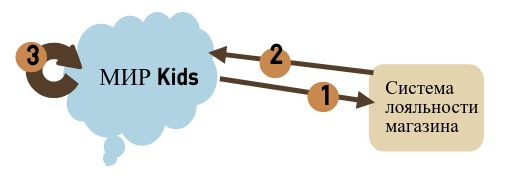 3
МИР Kids
2
1
Система
лояльности
магазина